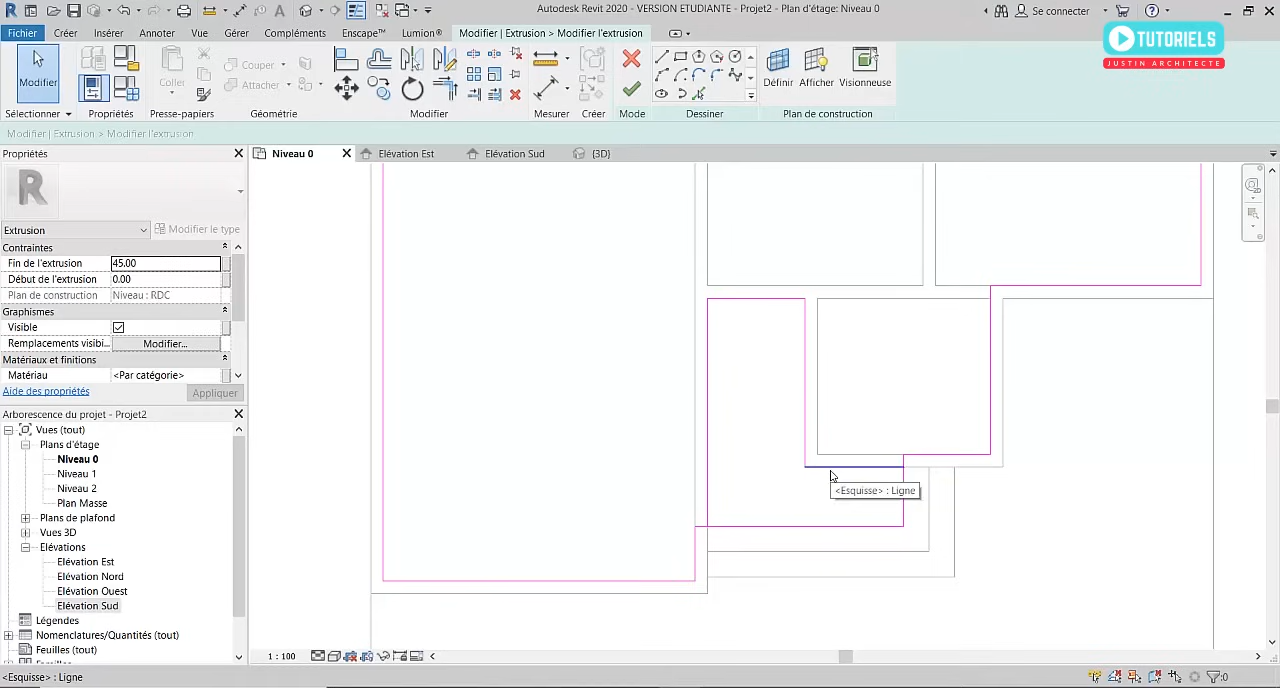 Autodesk Revit 2020 - VERSION ETUDIANTE - Projet2 - Plan d'étage: Niveau 0
Se connecter
TUTORIELS
JUSTIN ARCHITECTE
Fichier Créer Insérer Annoter Vue Gérer Compléments Enscape™ Lumion® Modifier | Extrusion > Modifier l'extrusion
Modifier
Coller
Couper
Attacher
Définir Afficher Visionneuse
Sélectionner Propriétés Presse-papiers Géométrie Modifier Mesurer Créer Mode Dessiner Plan de construction
Modifier | Extrusion > Modifier l'extrusion
Propriétés
Niveau 0
Elévation Est
Elévation Sud
{3D}
R
Extrusion
Modifier le type
Contraintes
Fin de l'extrusion 45.00
Début de l'extrusion 0.00
Plan de construction Niveau : RDC
Graphismes
Visible
Remplacements visibi... Modifier...
Matériaux et finitions
Matériau <Par catégorie>
Aide des propriétés
Appliquer
Arborescence du projet - Projet2
Vues (tout)
Plans d'étage
Niveau 0
Niveau 1
Niveau 2
Plan Masse
Plans de plafond
Vues 3D
Elévations
Elévation Est
Elévation Nord
Elévation Ouest
Elévation Sud
Légendes
Nomenclatures/Quantités (tout)
Feuilles (tout)
<Esquisse> : Ligne
1 : 100
<Esquisse> : Ligne
:0